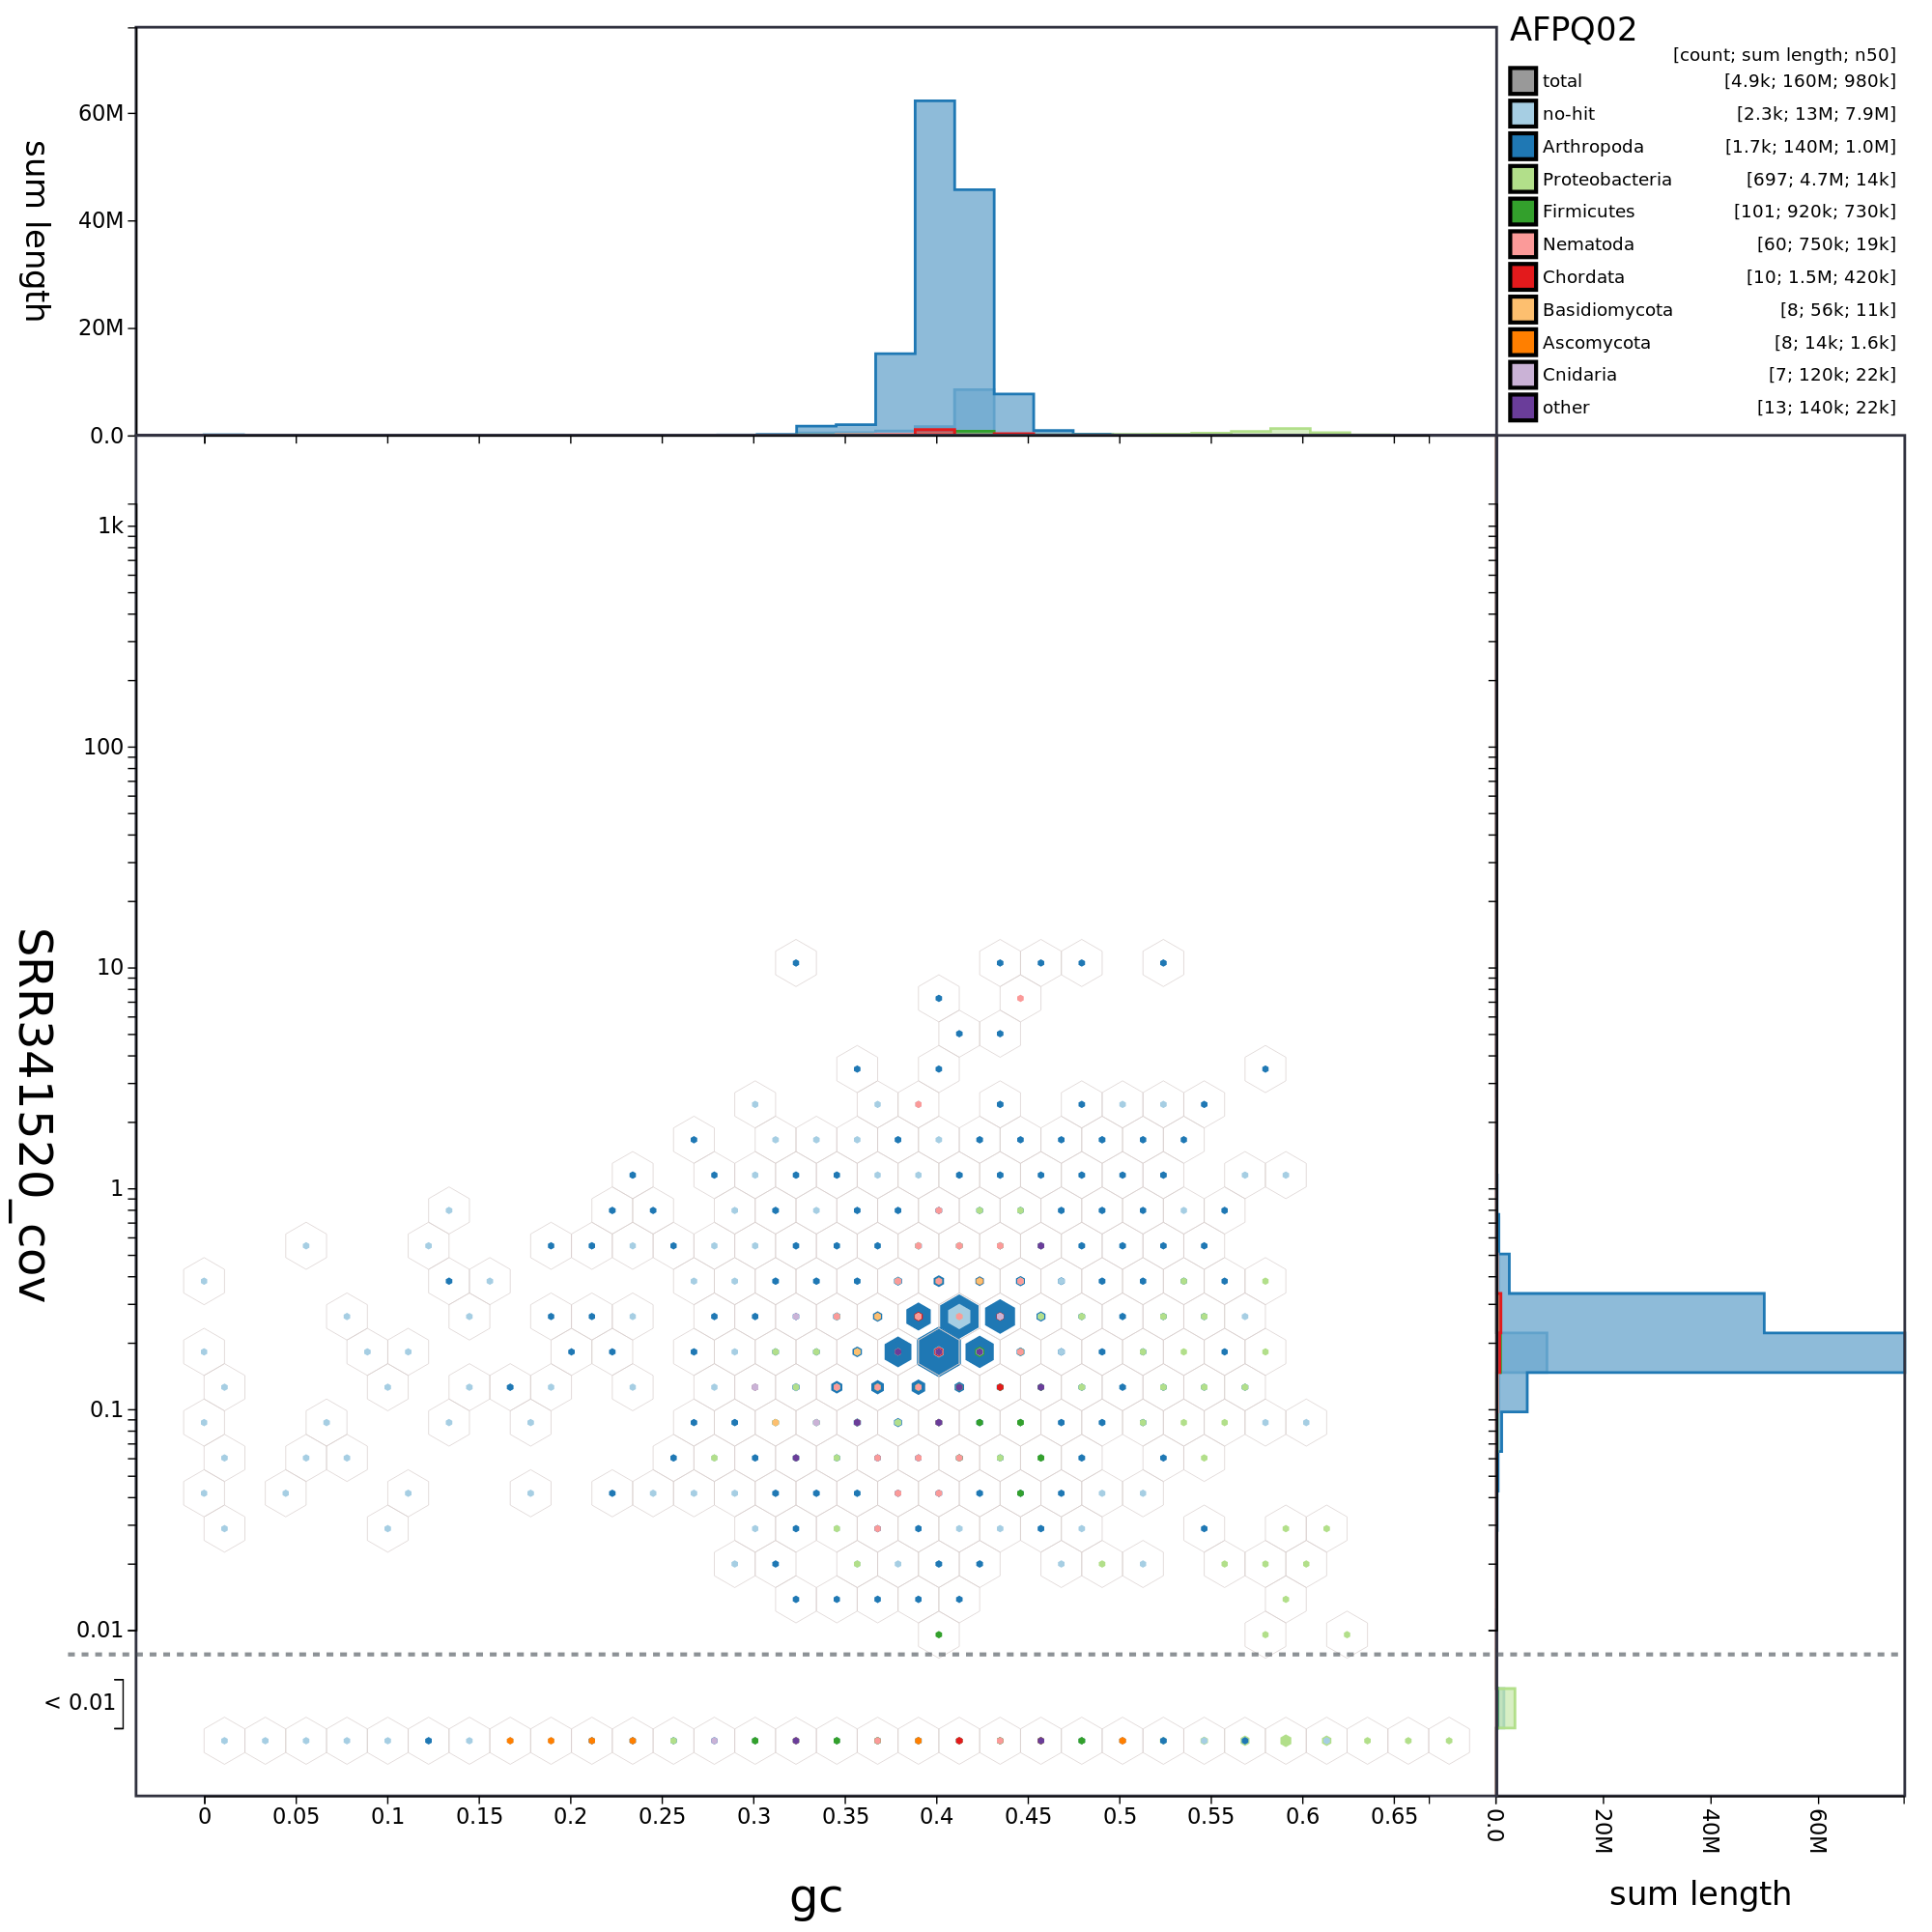 AFPQ02
[count; sum length; n50]
total [4.9k; 160M; 980k]
no-hit [2.3k; 13M; 7.9M]
Arthropoda [1.7k; 140M; 1.0M]
Proteobacteria [697; 4.7M; 14k]
Firmicutes [101; 920k; 730k]
Nematoda [60; 750k; 19k]
Chordata [10; 1.5M; 420k]
Basidiomycota [8; 56k; 11k]
Ascomycota [8; 14k; 1.6k]
Cnidaria [7; 120k; 22k]
other [13; 140k; 22k]
sum length
60M
40M
20M
0.0
SRR341520_cov
1k
100
10
1
0.1
0.01
< 0.01
0 0.05 0.1 0.15 0.2 0.25 0.3 0.35 0.4 0.45 0.5 0.55 0.6 0.65
gc
0.0 20M 40M 60M
sum length